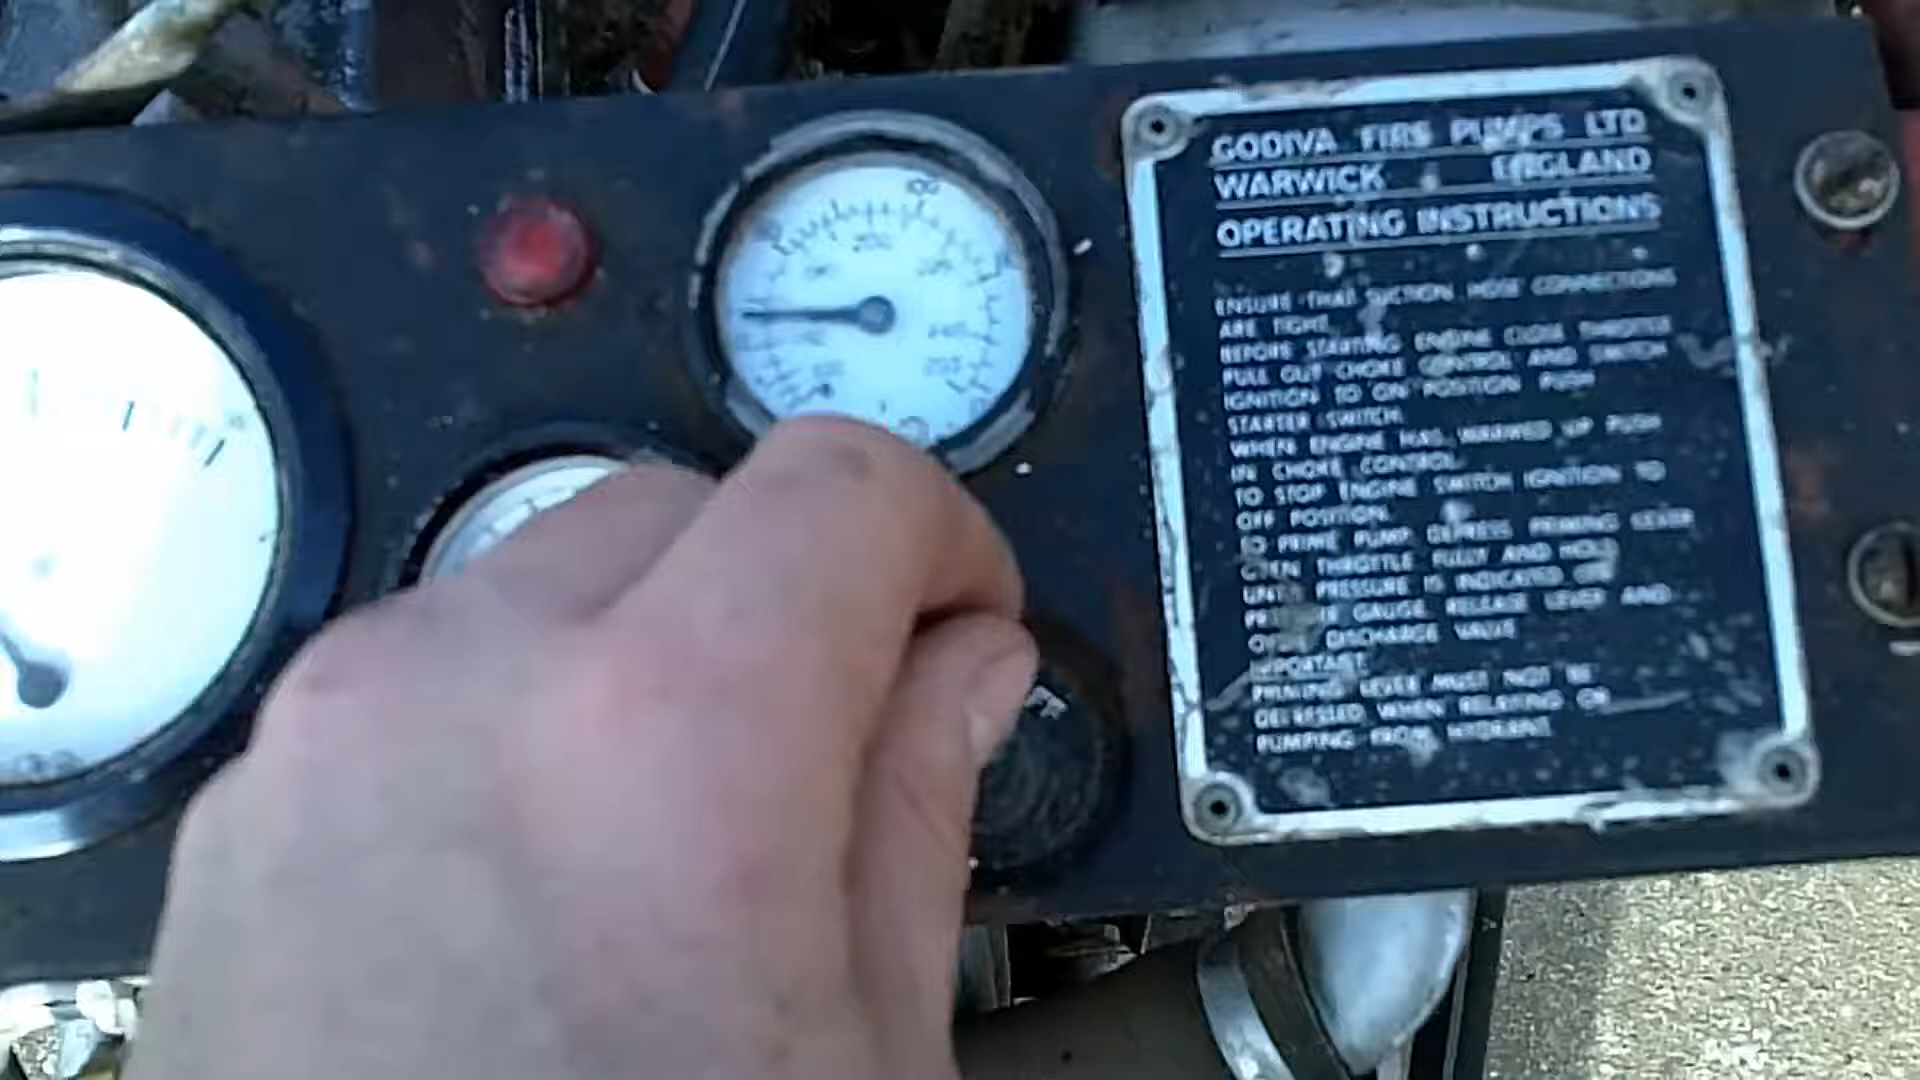 GODIVA FIRE PUMPS LTD
WARWICK ENGLAND
OPERATING INSTRUCTIONS
ENSURE THAT SUCTION HOSE CONNECTIONS
ARE TIGHT.
BEFORE STARTING ENGINE CLOSE THROTTLE
PULL OUT CHOKE CONTROL AND SWITCH
IGNITION TO ON POSITION PUSH
STARTER SWITCH.
WHEN ENGINE HAS WARMED UP PUSH
IN CHOKE CONTROL.
TO STOP ENGINE SWITCH IGNITION TO
OFF POSITION.
TO PRIME PUMP DEPRESS PRIMING LEVER
OPEN THROTTLE FULLY AND HOLD
UNTIL PRESSURE IS INDICATED ON
PRESSURE GAUGE. RELEASE LEVER AND
OPEN DISCHARGE VALVE
IMPORTANT.
PRIMING LEVER MUST NOT BE
DEPRESSED WHEN RELAYING OR
PUMPING FROM HYDRANT.